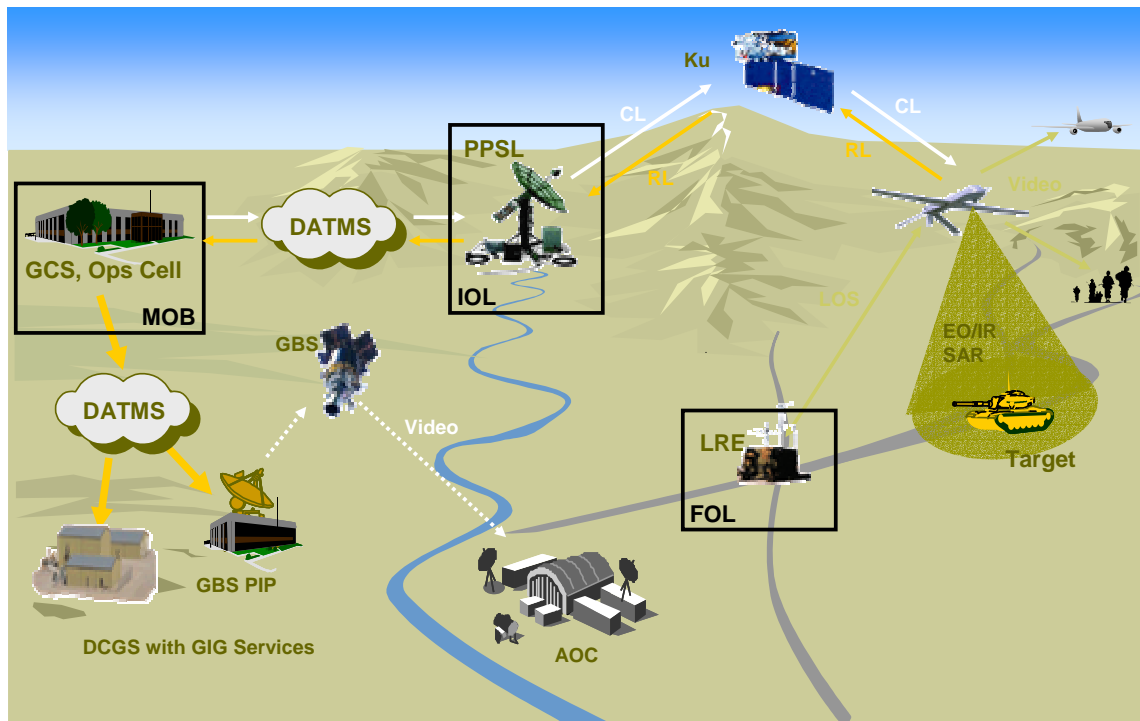 Ku
CL
CL
PPSL
RL
RL
Video
DATMS
GCS, Ops Cell
IOL
LOS
MOB
GBS
EO/IR
SAR
DATMS
Video
LRE
Target
FOL
GBS PIP
DCGS with GIG Services
AOC